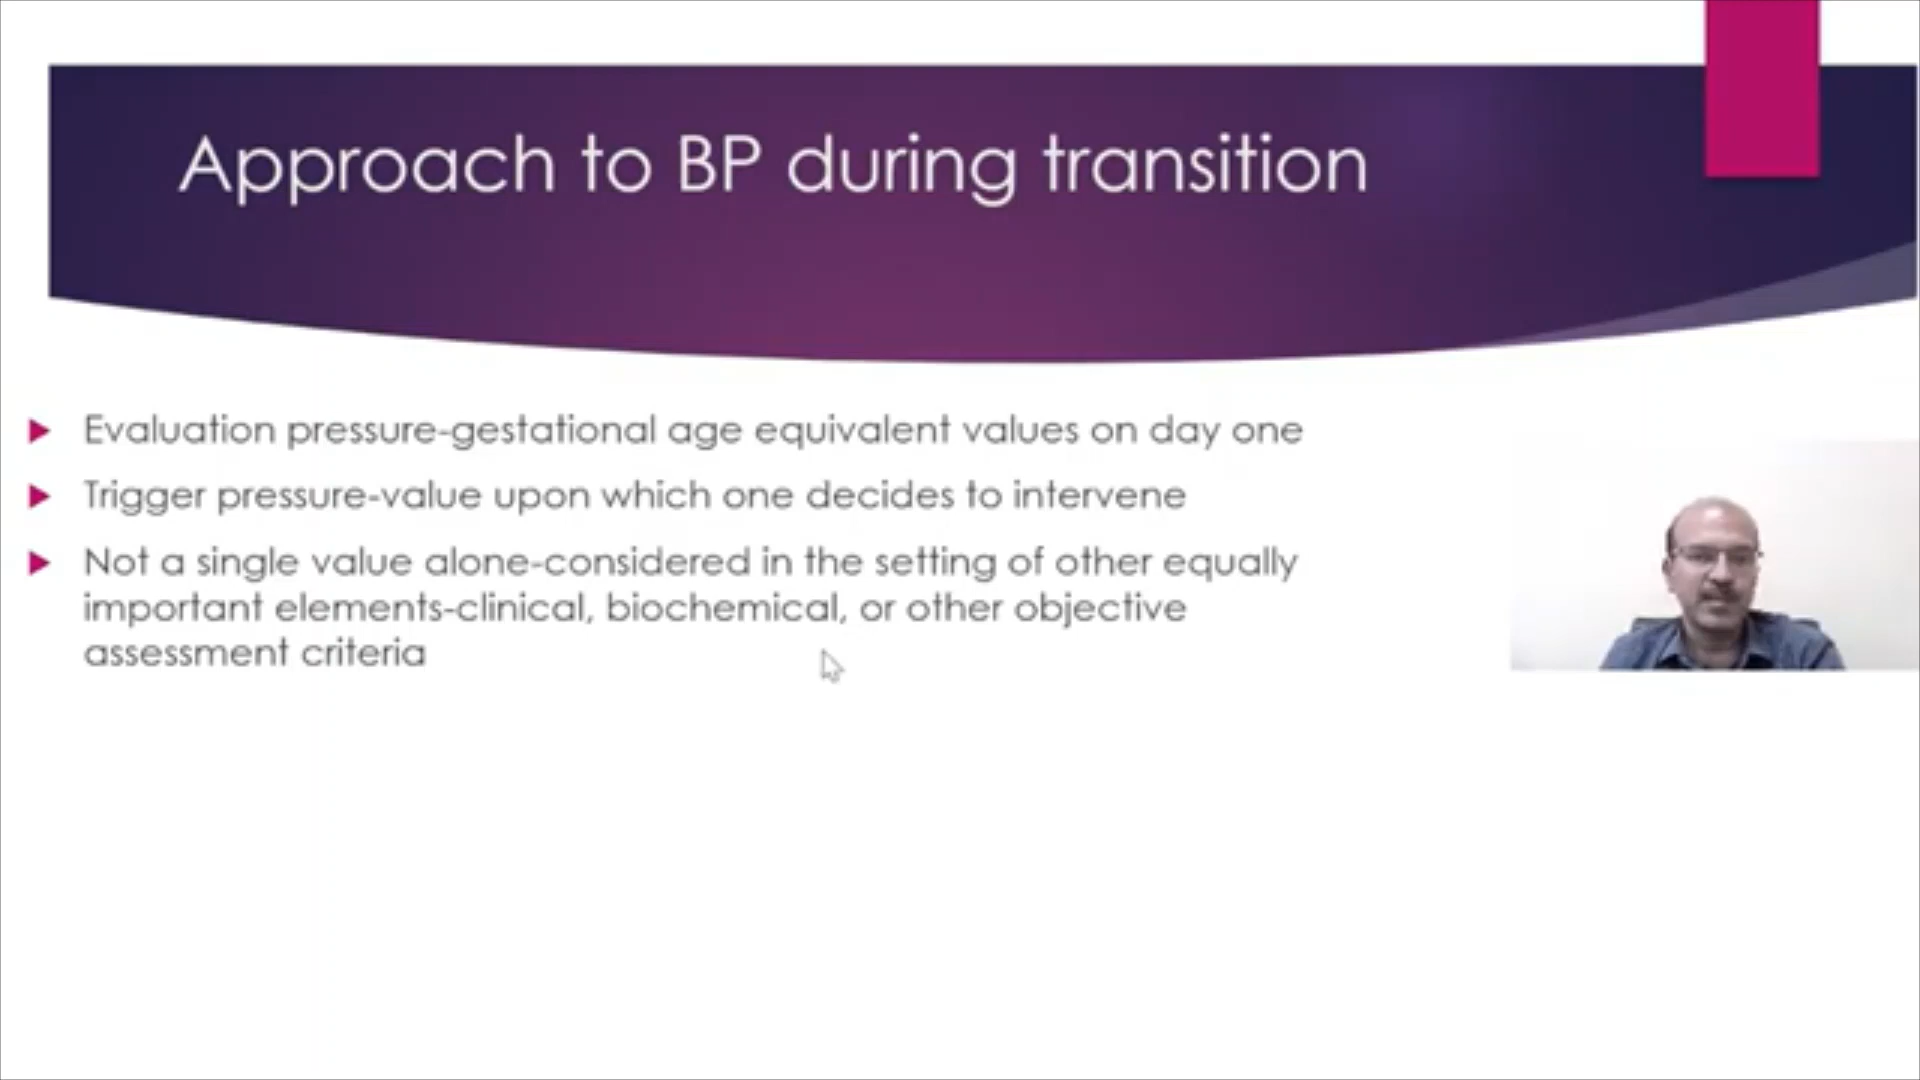 Approach to BP during transition
Evaluation pressure-gestational age equivalent values on day one
Trigger pressure-value upon which one decides to intervene
Not a single value alone-considered in the setting of other equally
important elements-clinical, biochemical, or other objective
assessment criteria